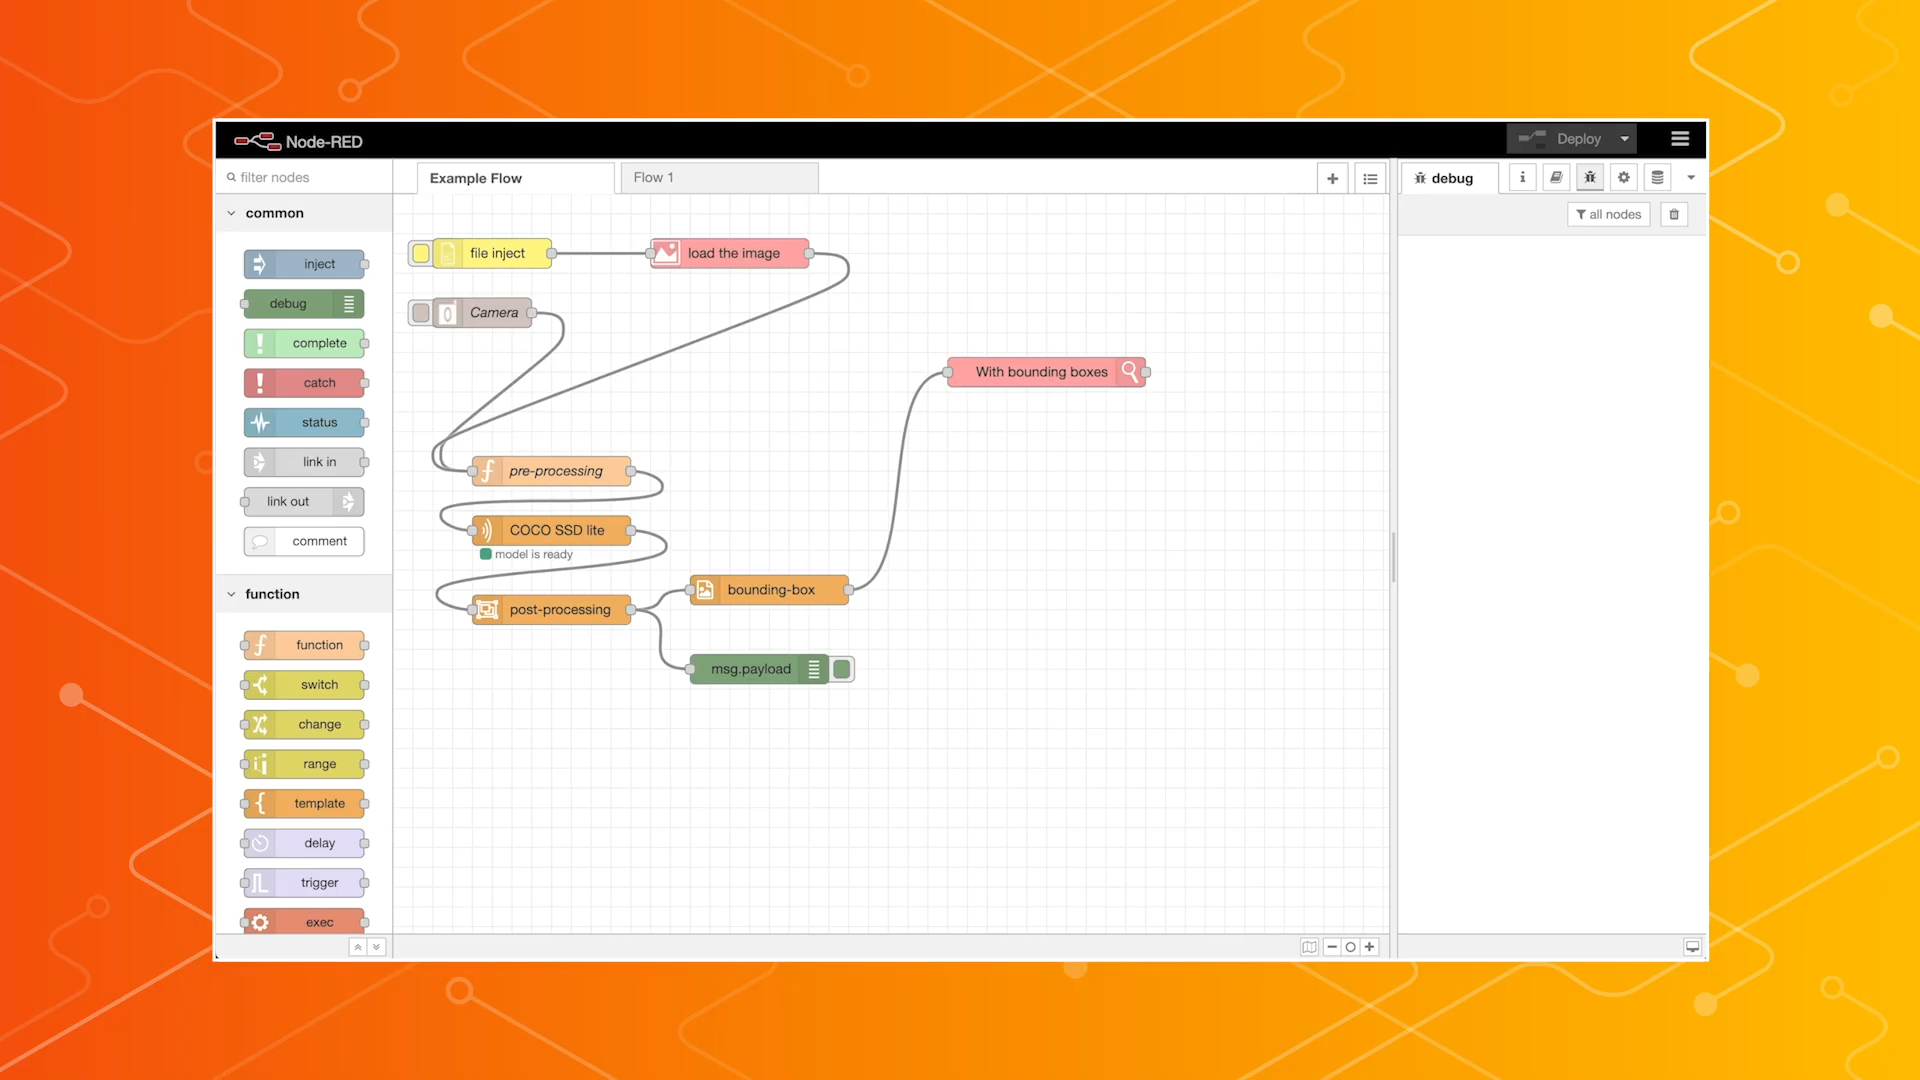 Node-RED
Deploy
filter nodes
Example Flow
Flow 1
debug
all nodes
common
inject
debug
complete
catch
status
link in
link out
comment
function
function
switch
change
range
template
delay
trigger
exec
file inject
load the image
Camera
With bounding boxes
pre-processing
COCO SSD lite
model is ready
bounding-box
post-processing
msg.payload